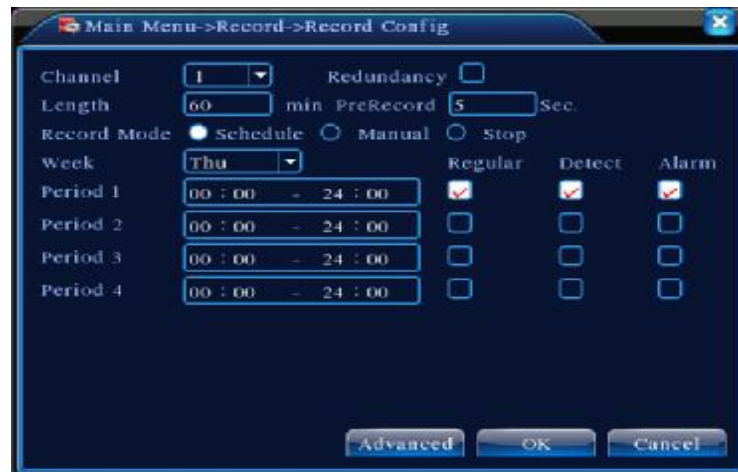 Main Menu->Record->Record Config
Channel 1 Redundancy
Length 60 min PreRecord 5 Sec.
Record Mode Schedule Manual Stop
Week Thu Regular Detect Alarm
Period 1 00 : 00 - 24 : 00
Period 2 00 : 00 - 24 : 00
Period 3 00 : 00 - 24 : 00
Period 4 00 : 00 - 24 : 00
Advanced OK Cancel